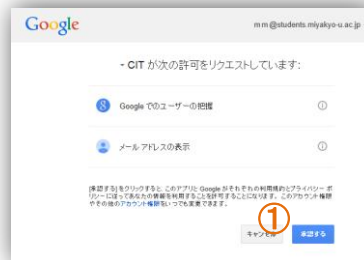 Google
m m @students.miyakyo-u.ac.jp
- CIT が次の許可をリクエストしています:
8 Google でのユーザーの把握
メール アドレスの表示
[承認する] をクリックすると、このアプリと Google がそれぞれの利用規約とプライバシー ポ
リシーに従ってあなたの情報を利用することを許可することになります。このアカウント権限
やその他のアカウント権限をいつでも変更できます。
①
キャンセル 承認する